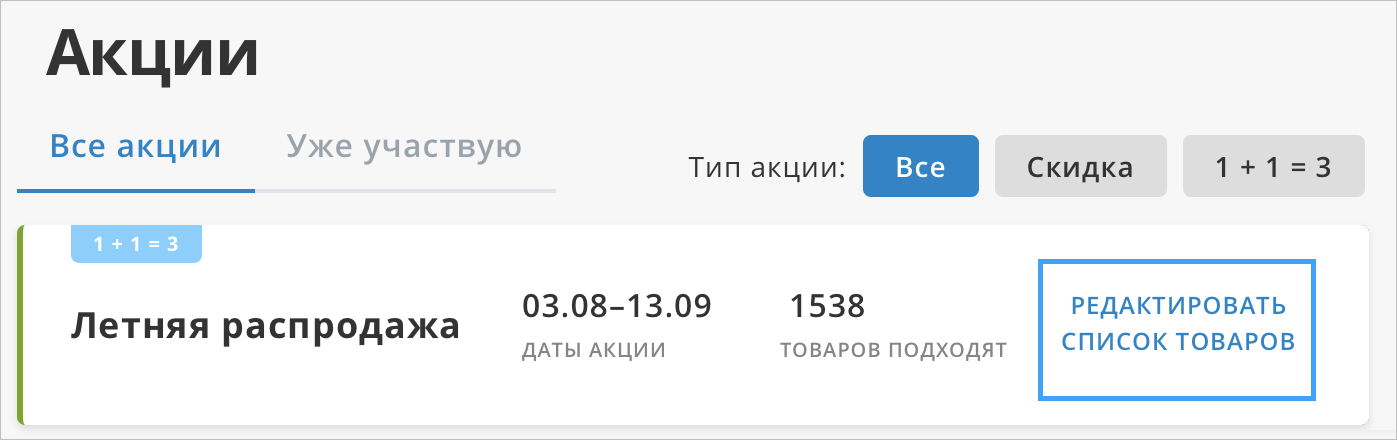 Акции
Все акции
Уже участвую
Тип акции:
Все
Скидка
1 + 1 = 3
1 + 1 = 3
Летняя распродажа
03.08–13.09
ДАТЫ АКЦИИ
1538
ТОВАРОВ ПОДХОДЯТ
РЕДАКТИРОВАТЬ
СПИСОК ТОВАРОВ